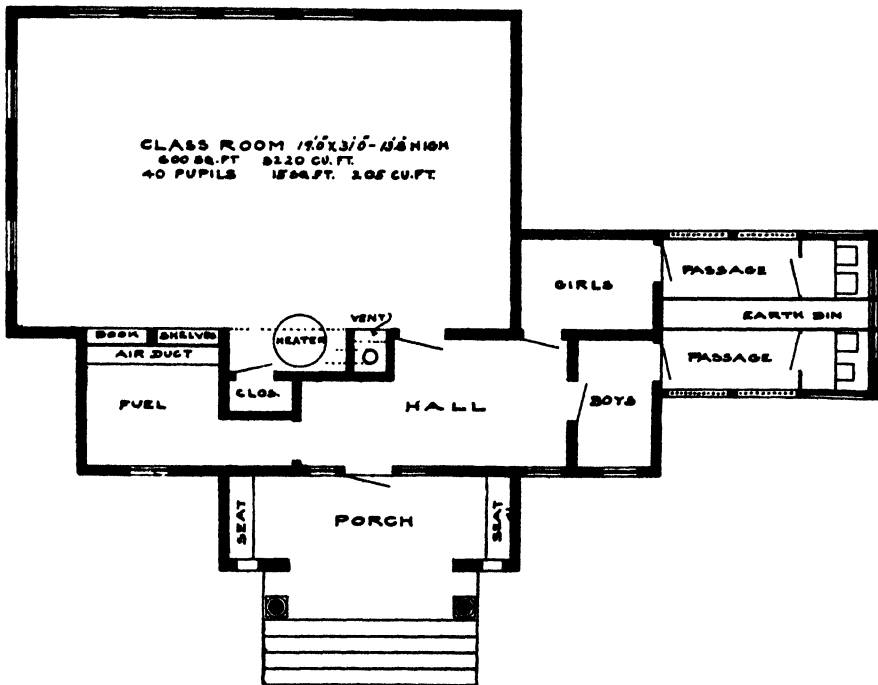 CLASS ROOM 19'.0" X 31'.0" - 13'.6 HIGH
600 SQ.FT 8220 CU.FT.
40 PUPILS 15 SQ.FT. 205 CU.FT.
GIRLS
PASSAGE
EARTH BIN
PASSAGE
BOOK SHELVES
AIR DUCT
HEATER
VENT
FUEL
CLOS.
HALL
BOYS
SEAT
PORCH
SEAT